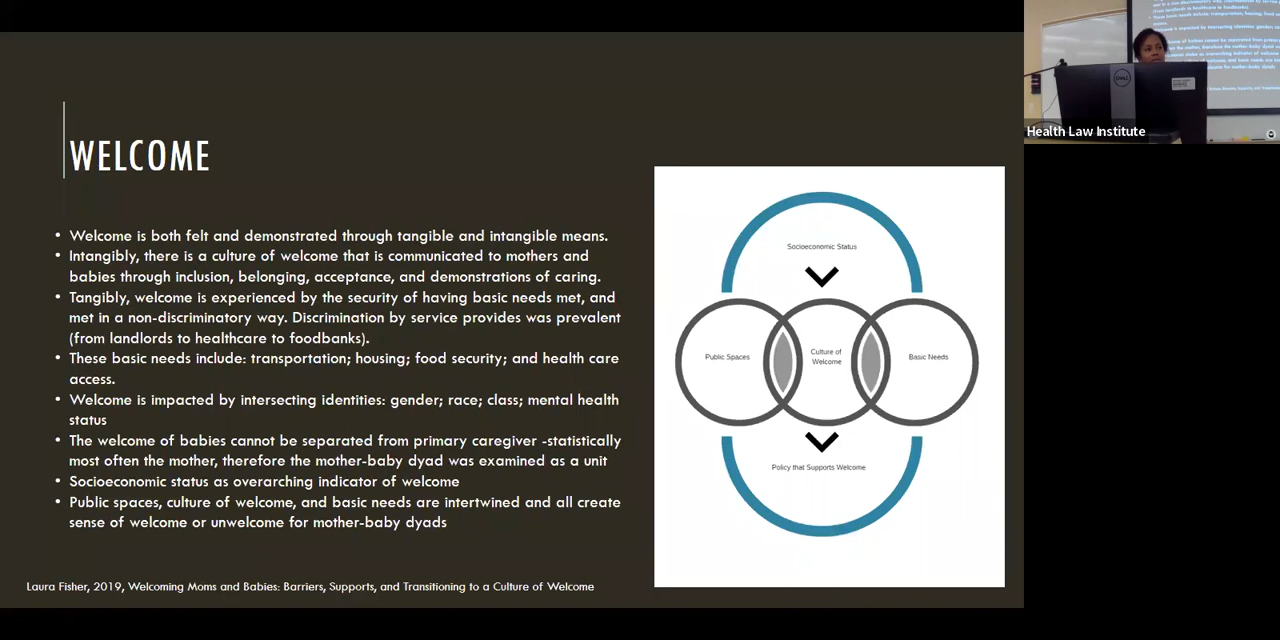 WELCOME
• Welcome is both felt and demonstrated through tangible and intangible means.
• Intangibly, there is a culture of welcome that is communicated to mothers and
babies through inclusion, belonging, acceptance, and demonstrations of caring.
• Tangibly, welcome is experienced by the security of having basic needs met, and
met in a non-discriminatory way. Discrimination by service provides was prevalent
(from landlords to healthcare to foodbanks).
• These basic needs include: transportation; housing; food security; and health care
access.
• Welcome is impacted by intersecting identities: gender; race; class; mental health
status
• The welcome of babies cannot be separated from primary caregiver -statistically
most often the mother, therefore the mother-baby dyad was examined as a unit
• Socioeconomic status as overarching indicator of welcome
• Public spaces, culture of welcome, and basic needs are intertwined and all create
sense of welcome or unwelcome for mother-baby dyads
Laura Fisher, 2019, Welcoming Moms and Babies: Barriers, Supports, and Transitioning to a Culture of Welcome
Socioeconomic Status
Public Spaces
Culture of
Welcome
Basic Needs
Policy that Supports Welcome
DELL
Health Law Institute